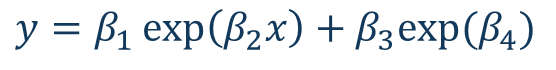 y = β₁ exp(β₂x) + β₃exp(β₄)